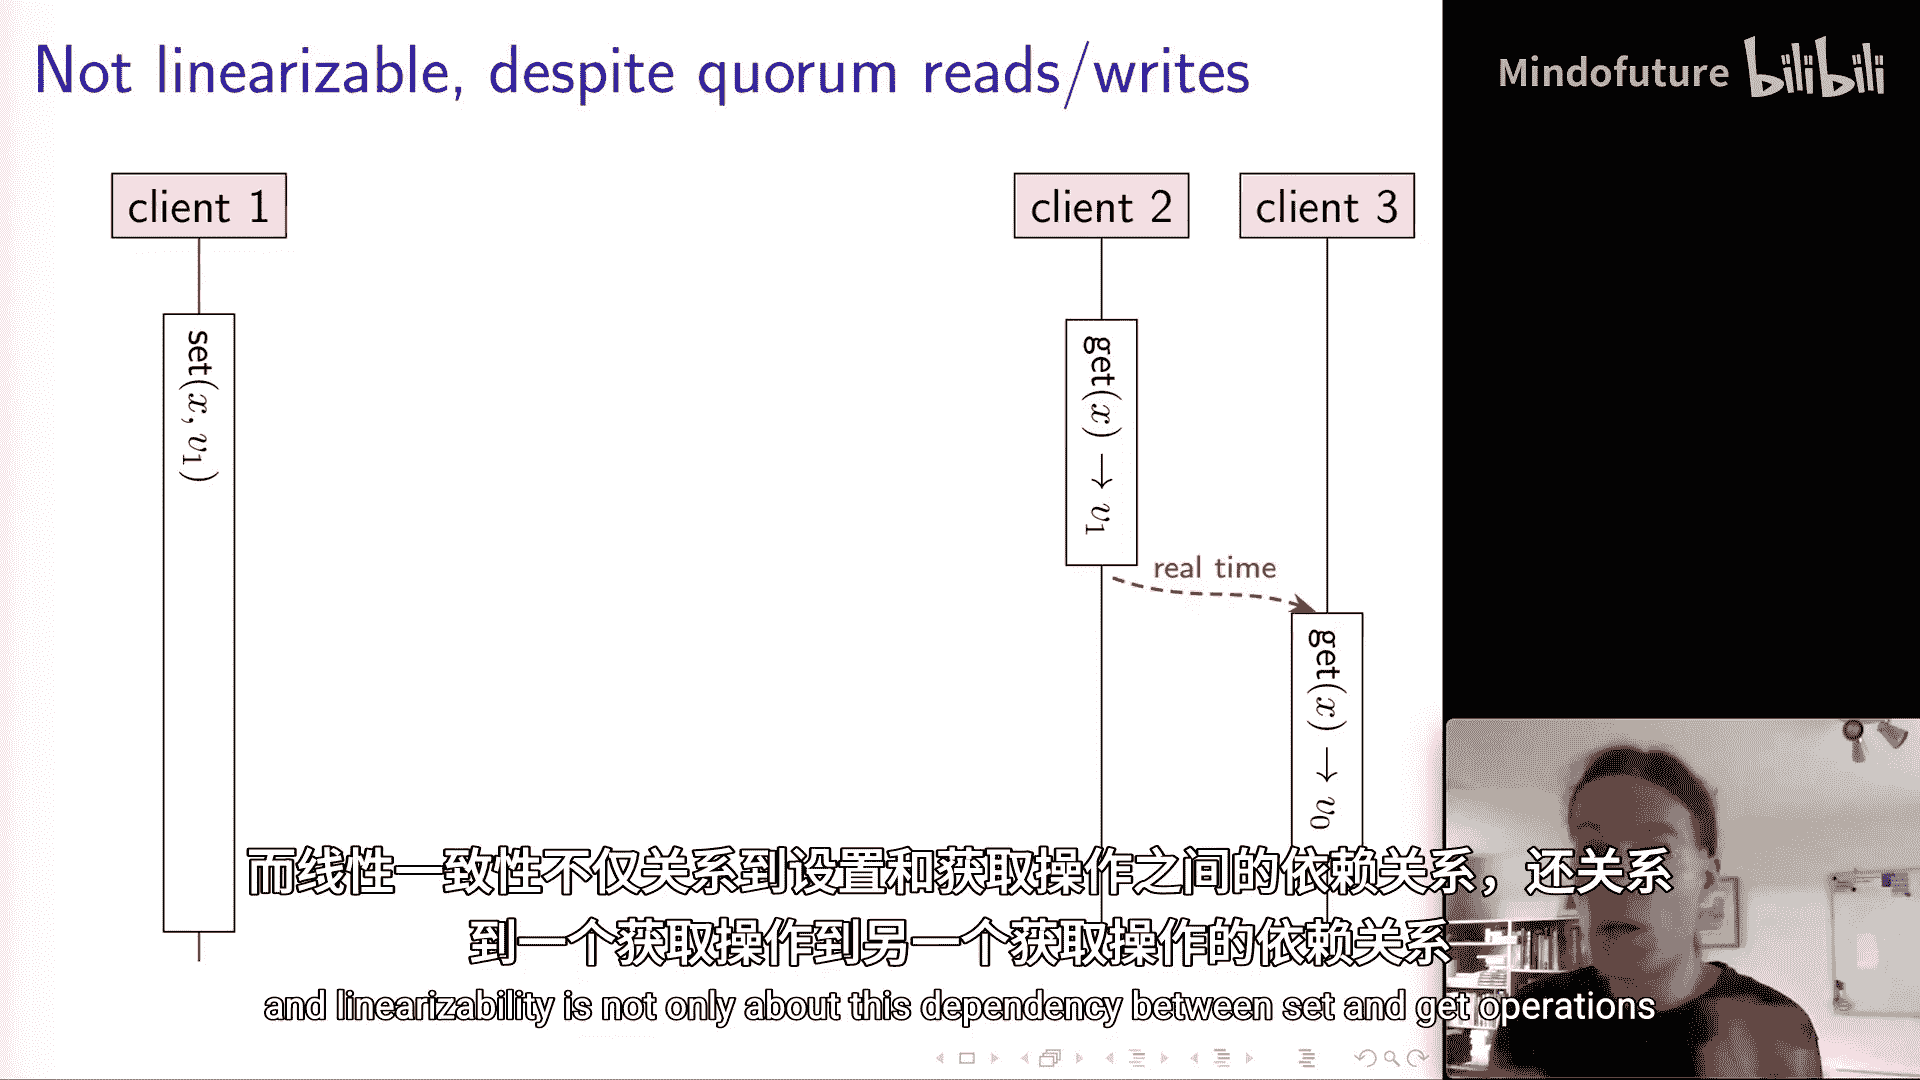 Not linearizable, despite quorum reads/writes
Mindofuture bilibili
client 1
client 2
client 3
set(x, v₁)
get(x) → v₁
real time
get(x) → v₀
而线性一致性不仅关系到设置和获取操作之间的依赖关系，还关系
到一个获取操作到另一个获取操作的依赖关系
and linearizability is not only about this dependency between set and get operations